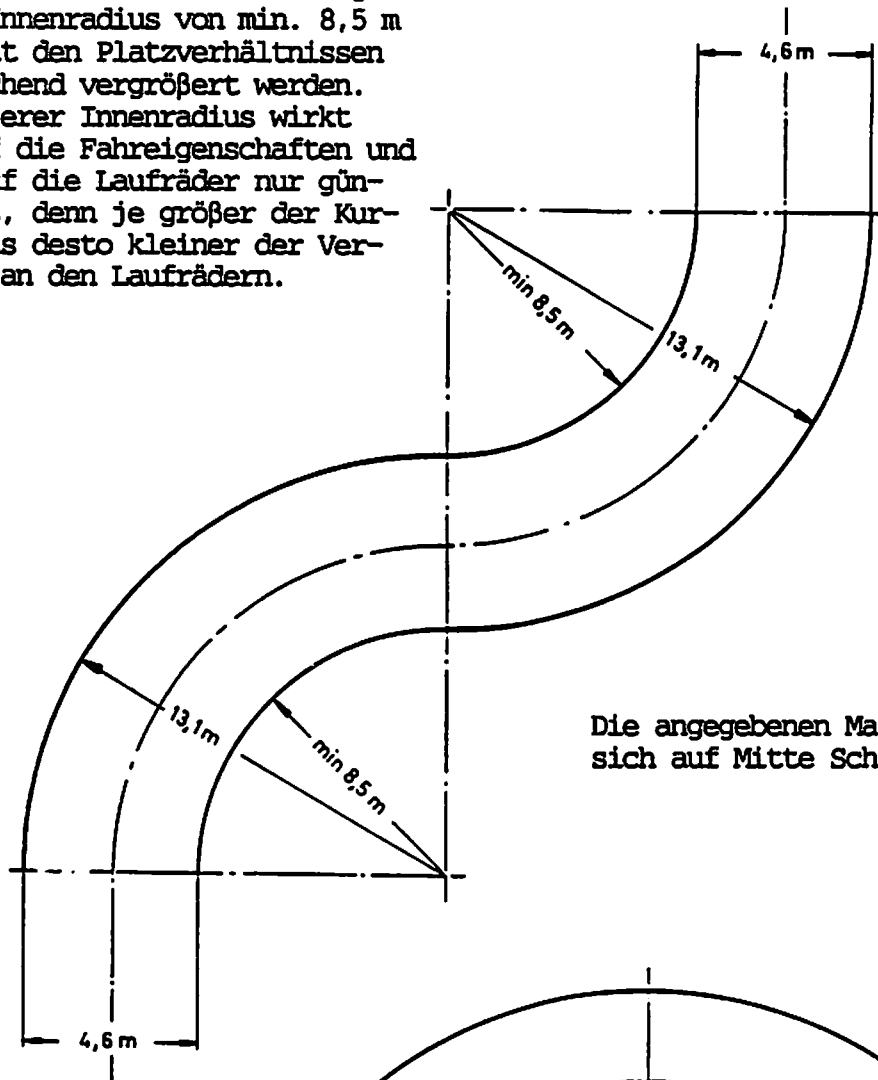 nnenradius von min. 8,5 m
t den Platzverhältnissen
hend vergrößert werden.
erer Innenradius wirkt
die Fahreigenschaften und
f die Laufräder nur gün-
, denn je größer der Kur-
s desto kleiner der Ver-
an den Laufrädern.
4,6 m
min 8,5 m
13,1 m
13,1 m
min 8,5 m
Die angegebenen Ma
sich auf Mitte Sch
4,6 m